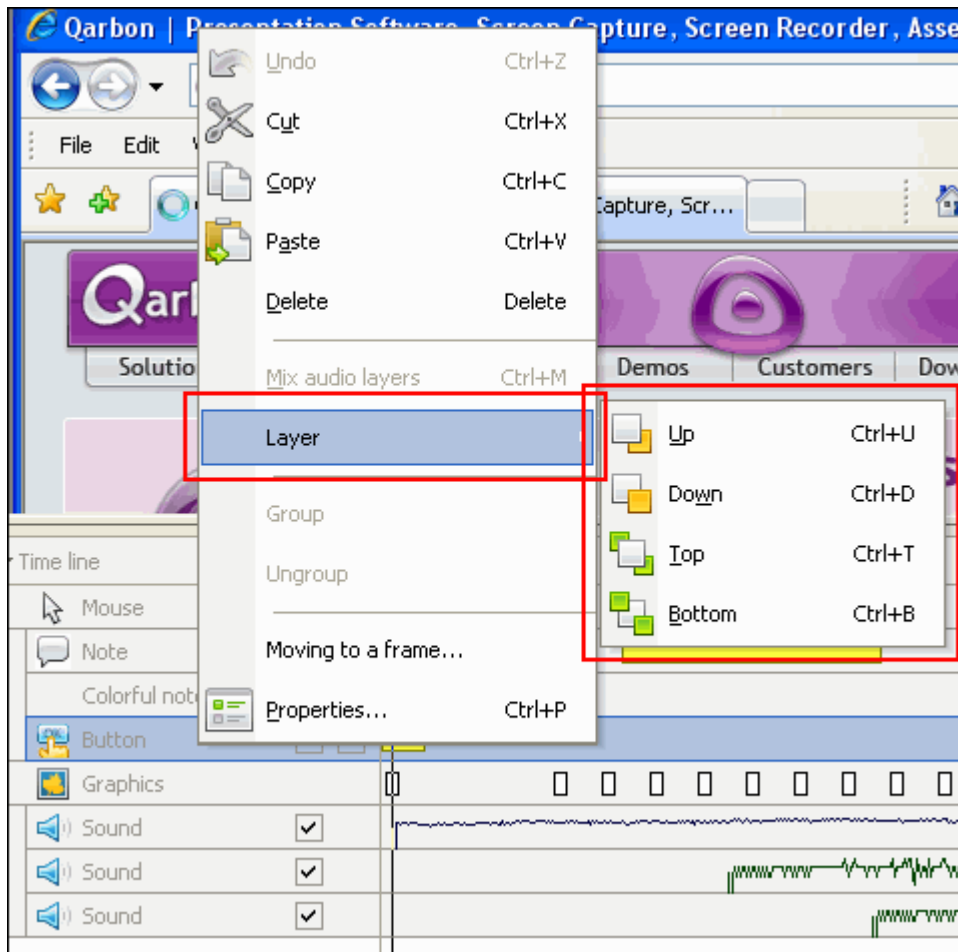 Qarbon | Presentation Software, Screen Capture, Screen Recorder, Asse
File Edit
Capture, Scr...
Qar
Solutio
Demos Customers Dow
Undo Ctrl+Z
Cut Ctrl+X
Copy Ctrl+C
Paste Ctrl+V
Delete Delete
Mix audio layers Ctrl+M
Layer
Group
Ungroup
Moving to a frame...
Properties... Ctrl+P
Up Ctrl+U
Down Ctrl+D
Top Ctrl+T
Bottom Ctrl+B
Time line
Mouse
Note
Colorful not
Button
Graphics
Sound
Sound
Sound